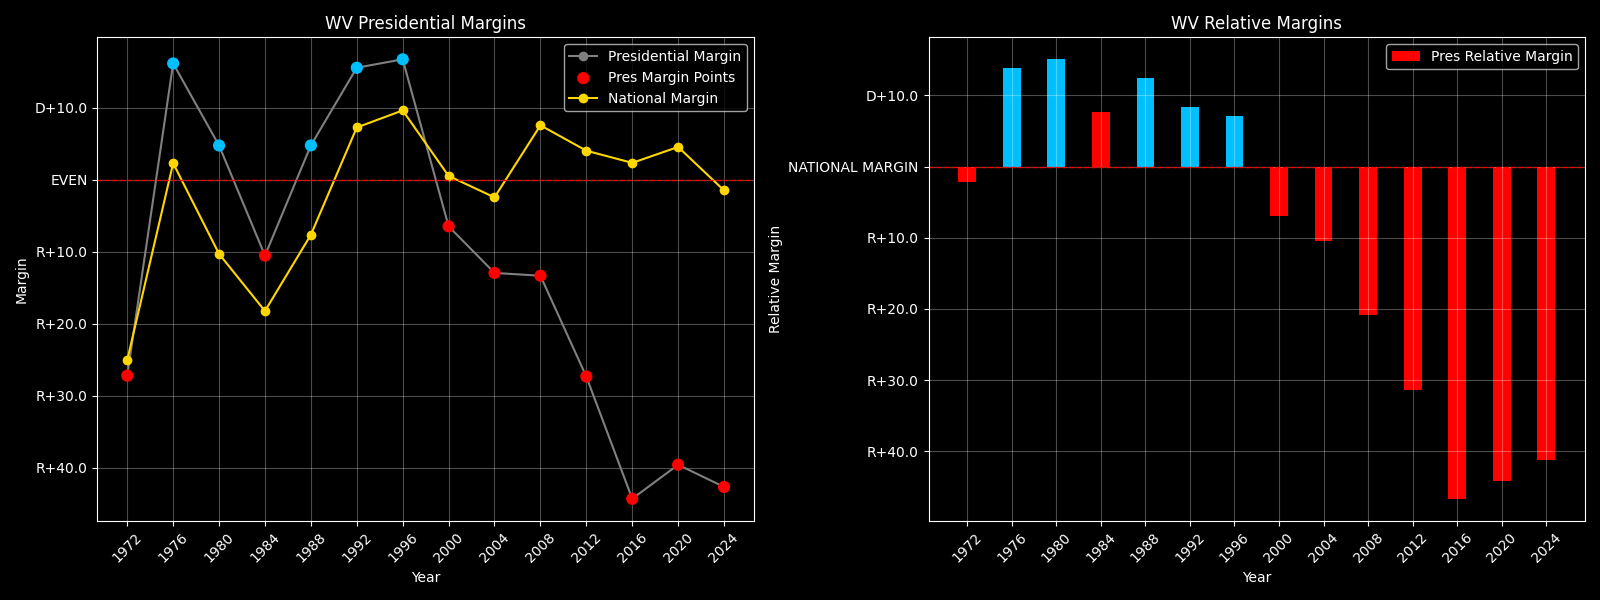 WV Presidential Margins
Presidential Margin
Pres Margin Points
National Margin
D+10.0
EVEN
R+10.0
R+20.0
R+30.0
R+40.0
Margin
1972
1976
1980
1984
1988
1992
1996
2000
2004
2008
2012
2016
2020
2024
Year
WV Relative Margins
Pres Relative Margin
D+10.0
NATIONAL MARGIN
R+10.0
R+20.0
R+30.0
R+40.0
Relative Margin
1972
1976
1980
1984
1988
1992
1996
2000
2004
2008
2012
2016
2020
2024
Year